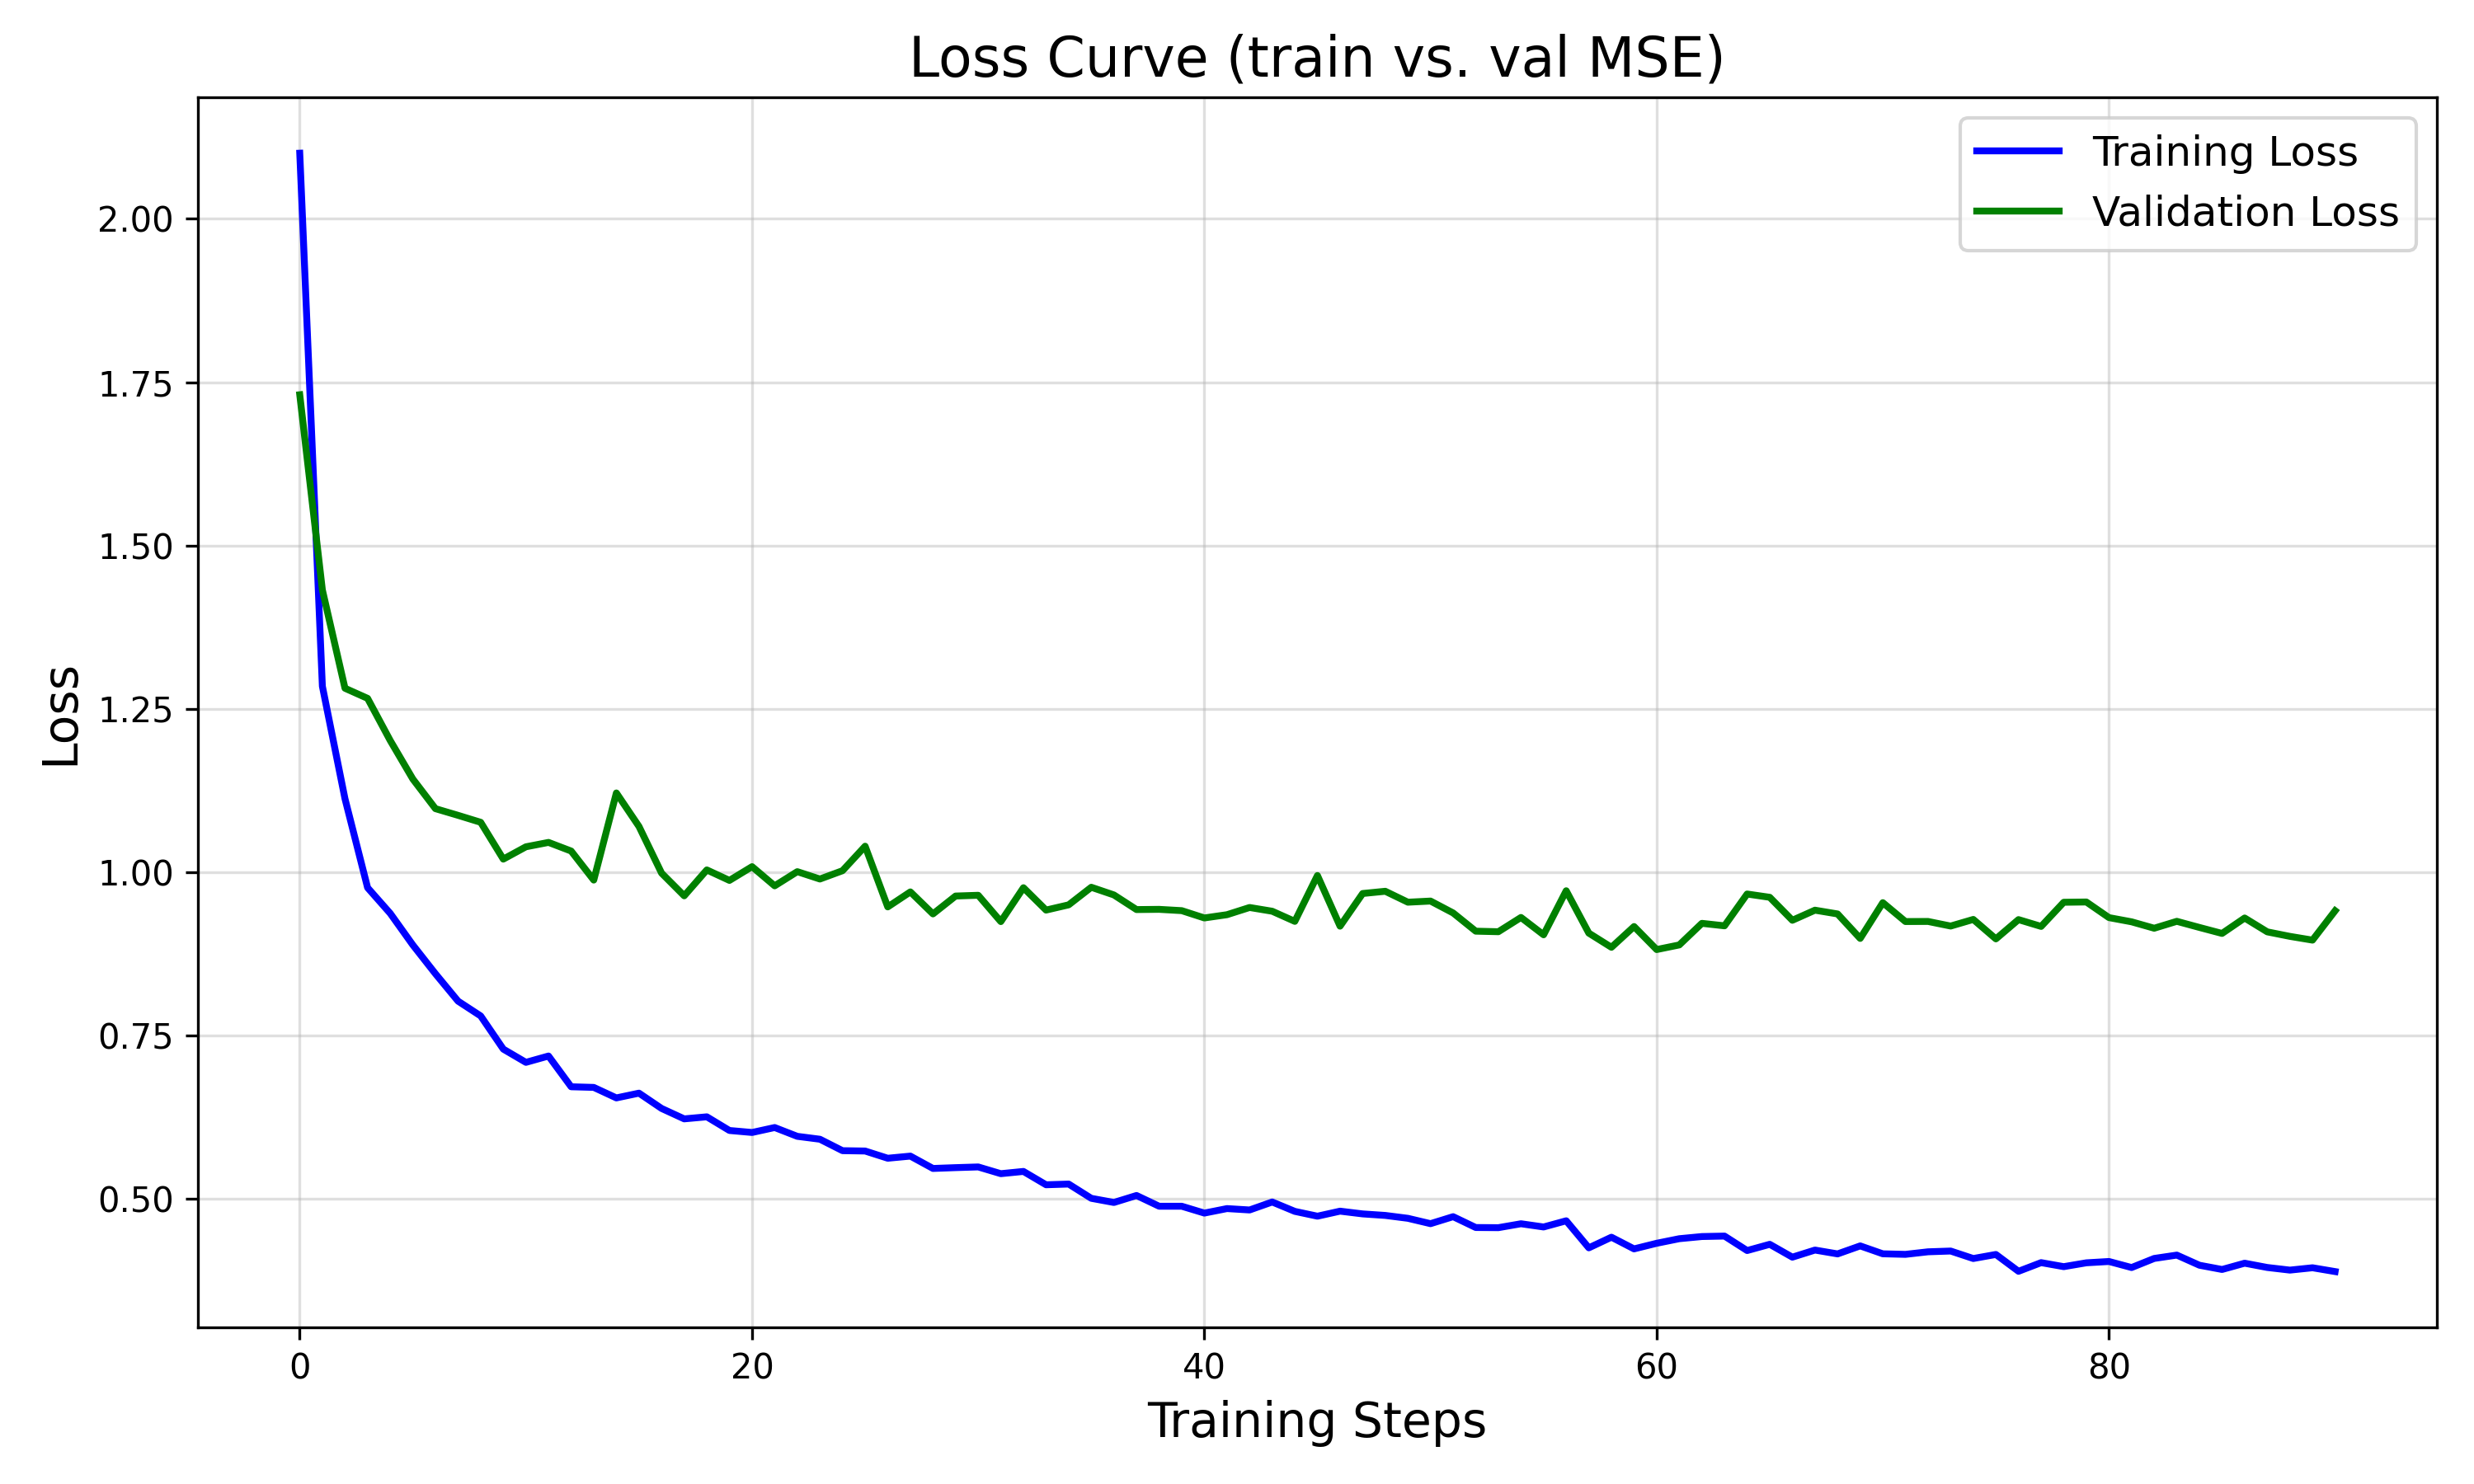 Loss Curve (train vs. val MSE)
Training Loss
Validation Loss
2.00
1.75
1.50
1.25
1.00
0.75
0.50
Loss
0 20 40 60 80
Training Steps